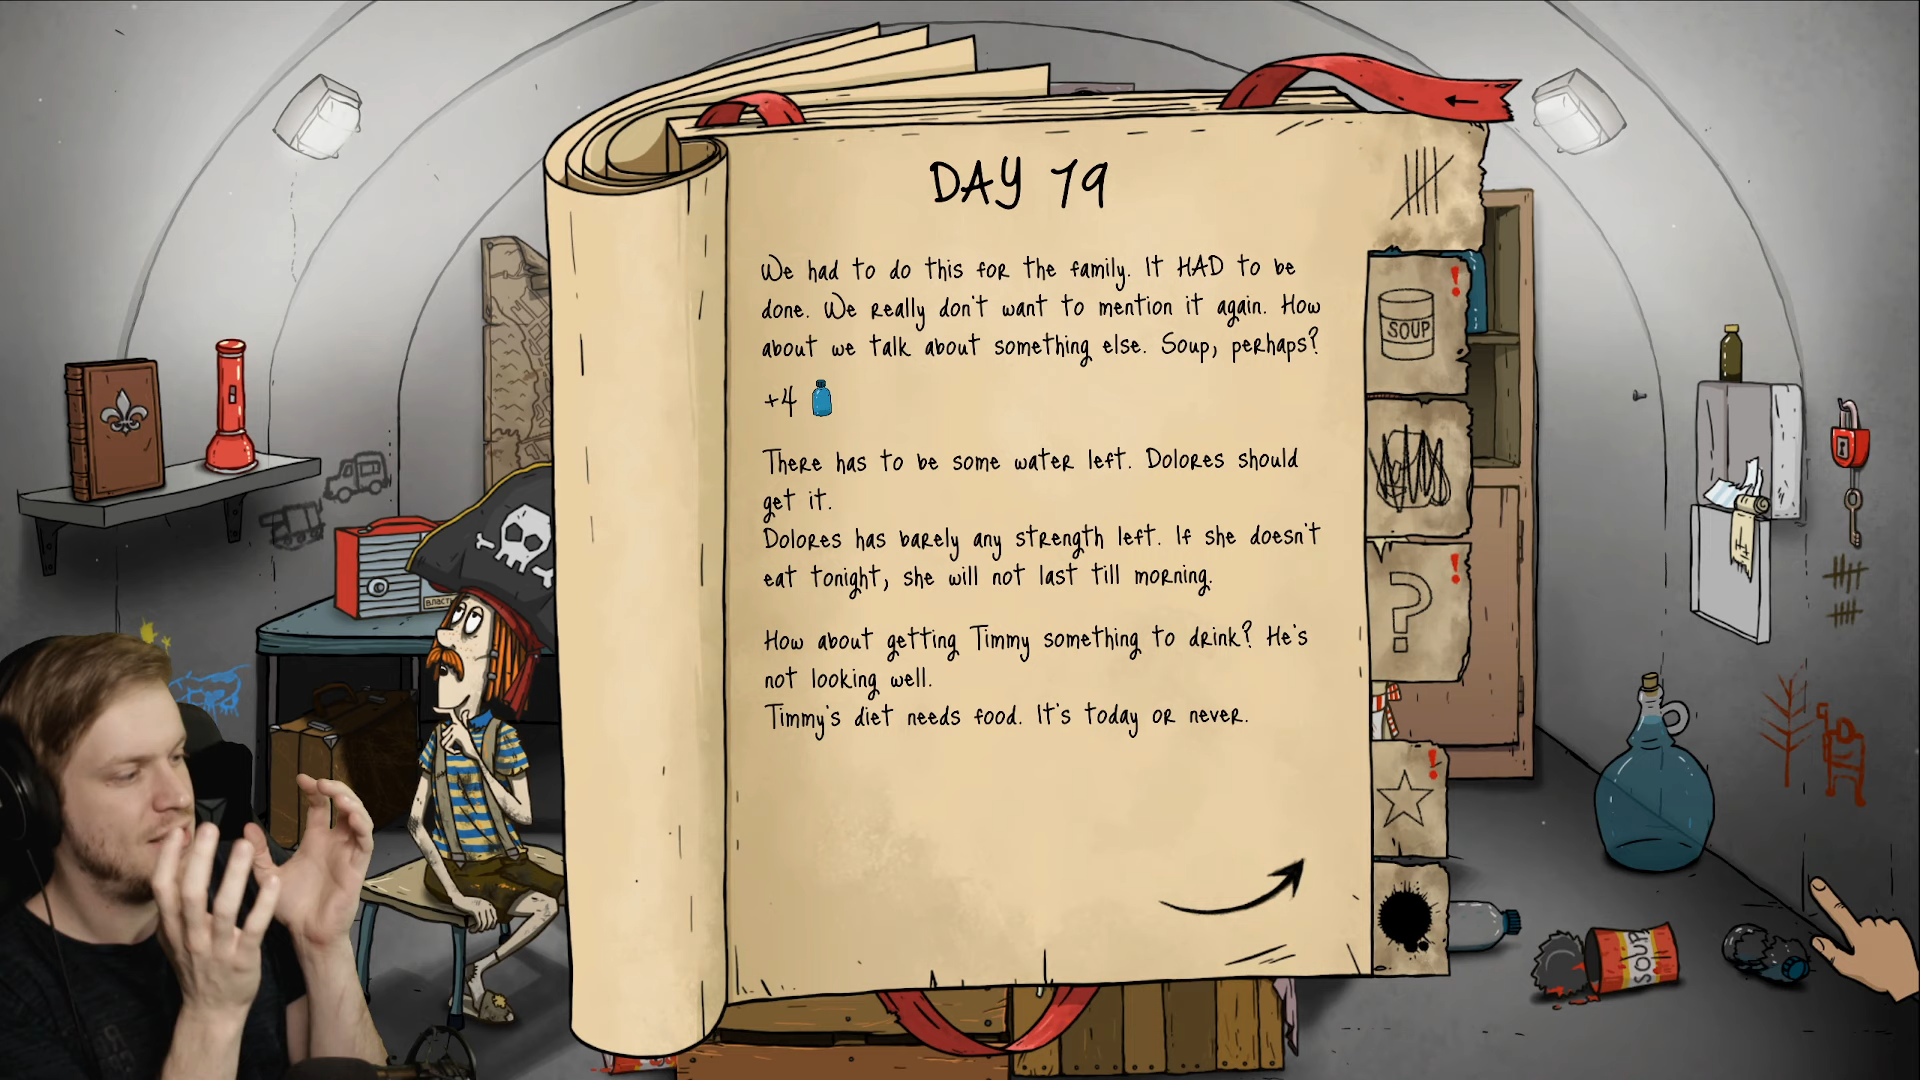 DAY 79
We had to do this for the family. It HAD to be
done. We really don't want to mention it again. How
about we talk about something else. Soup, perhaps?
+4
There has to be some water left. Dolores should
get it.
Dolores has barely any strength left. If she doesn't
eat tonight, she will not last till morning.
How about getting Timmy something to drink? He's
not looking well.
Timmy's diet needs food. It's today or never.
!
SOUP
!
?
!
ВЛАСТЬ
SOUP